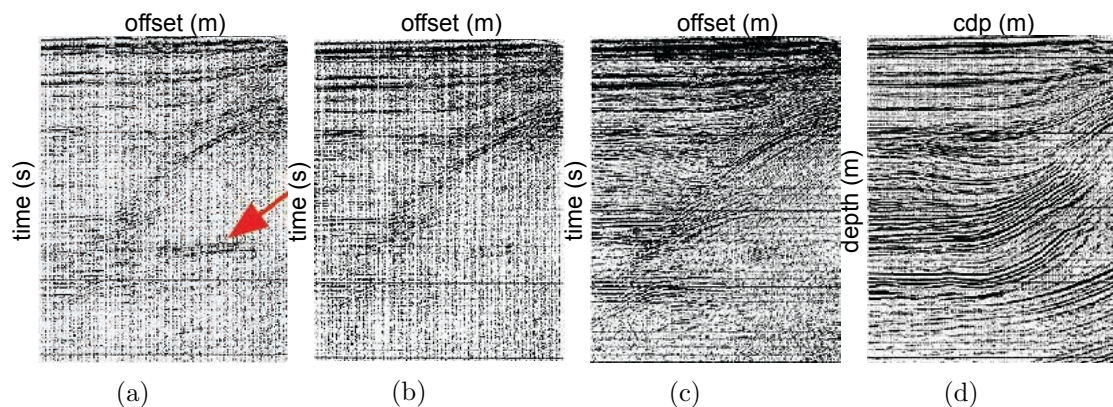 offset (m)
offset (m)
offset (m)
cdp (m)
time (s)
time (s)
time (s)
depth (m)
(a)
(b)
(c)
(d)